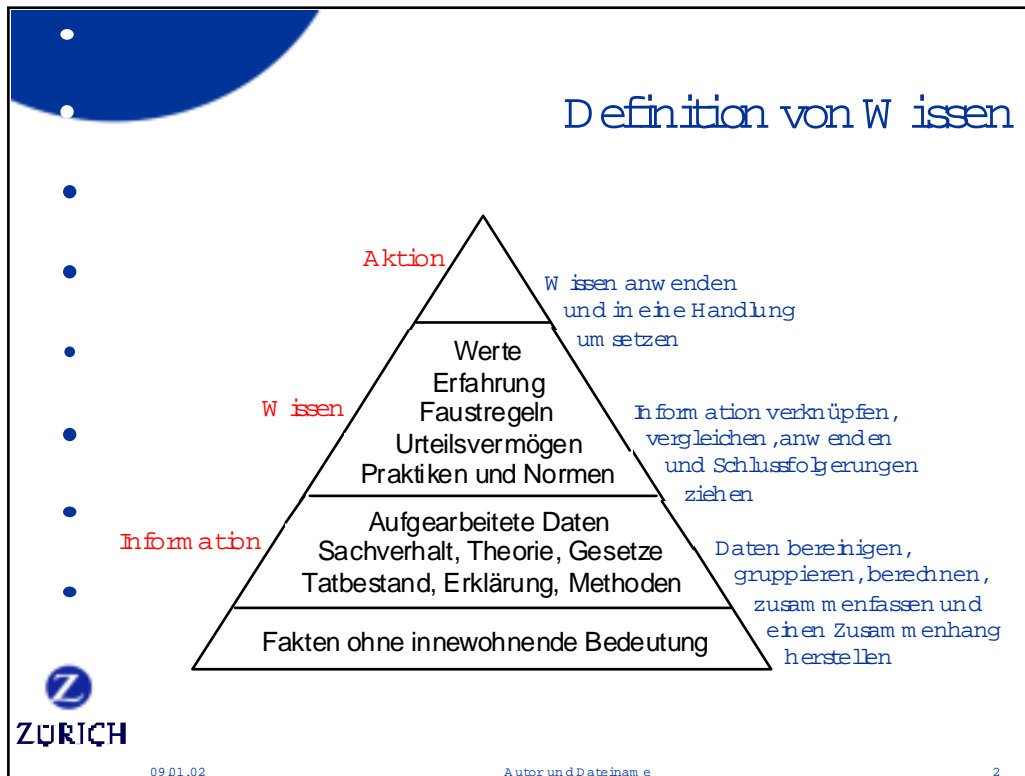 Definition von Wissen
Aktion
Wissen anwenden
und in eine Handlung
umsetzen
Werte
Erfahrung
Faustregeln
Urteilsvermögen
Praktiken und Normen
Wissen
Information verknüpfen,
vergleichen, anwenden
und Schlussfolgerungen
ziehen
Information
Aufgearbeitete Daten
Sachverhalt, Theorie, Gesetze
Tatbestand, Erklärung, Methoden
Daten bereinigen,
gruppieren, berechnen,
zusammenfassen und
einen Zusammenhang
herstellen
Fakten ohne innewohnende Bedeutung
Z
ZÜRICH
09.01.02 Autor und Dateiname 2